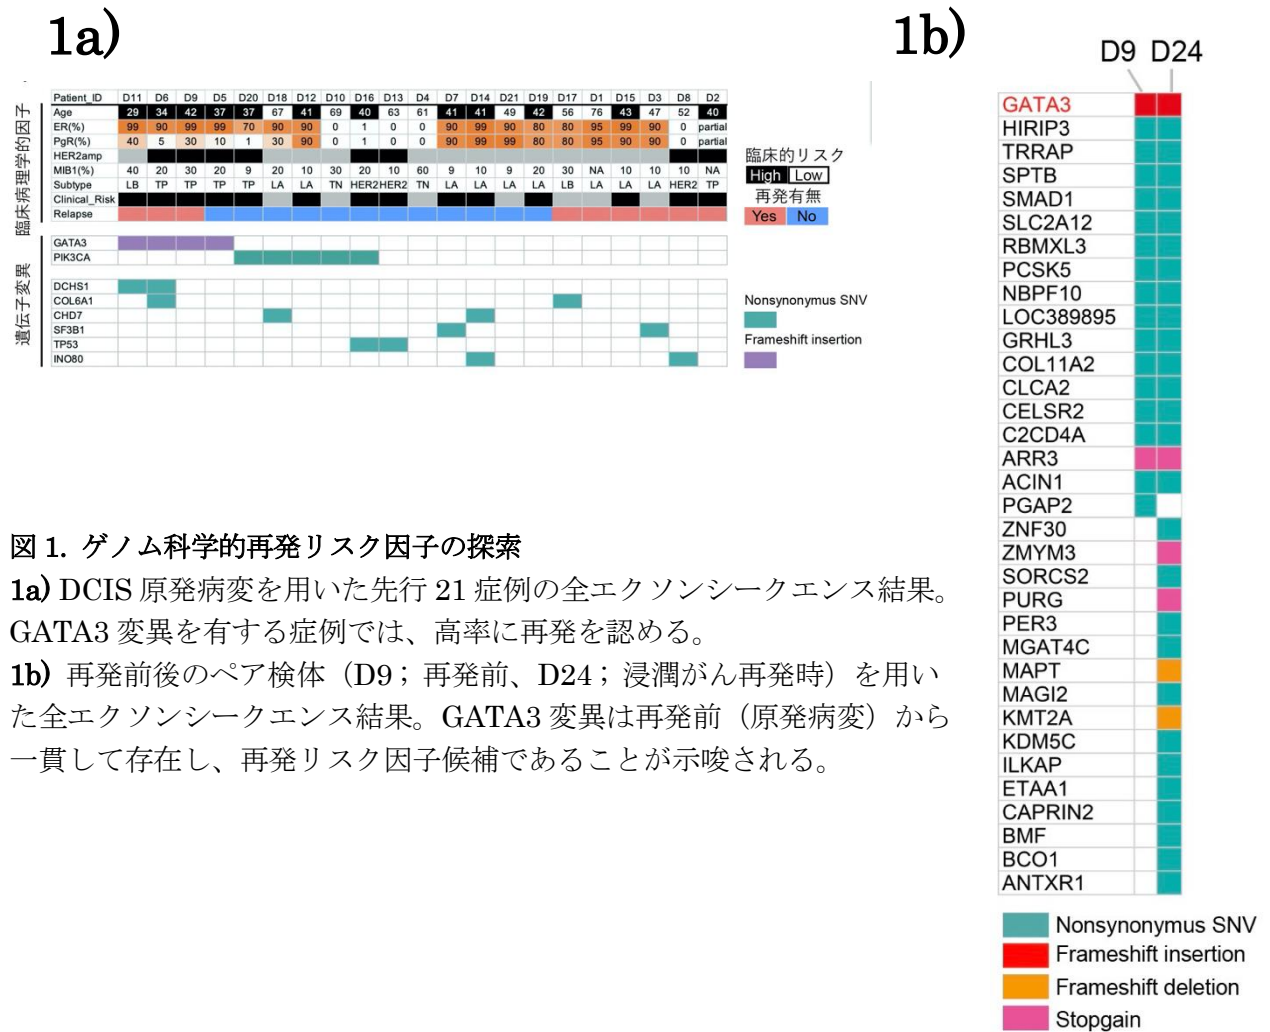 1a)
臨床病理学的因子
Patient_ID D11 D6 D9 D5 D20 D18 D12 D10 D16 D13 D4 D7 D14 D21 D19 D17 D1 D15 D3 D8 D2
Age 29 34 42 37 37 67 41 69 40 63 61 41 41 49 42 56 76 43 47 52 40
ER(%) 99 90 99 99 70 90 90 0 1 0 0 90 99 90 80 80 95 99 90 0 partial
PgR(%) 40 5 30 10 1 30 90 0 1 0 0 90 99 99 80 80 95 90 90 0 partial
HER2amp
MIB1(%) 40 20 30 20 9 20 10 30 20 10 60 9 10 9 20 30 NA 10 10 10 NA
Subtype LB TP TP TP TP LA LA TN HER2 HER2 TN LA LA LA LA LB LA LA LA HER2 TP
Clinical_Risk
Relapse
臨床的リスク
High Low
再発有無
Yes No
遺伝子変異
GATA3
PIK3CA
DCHS1
COL6A1
CHD7
SF3B1
TP53
INO80
Nonsynonymus SNV
Frameshift insertion
1b)
D9 D24
GATA3
HIRIP3
TRRAP
SPTB
SMAD1
SLC2A12
RBMXL3
PCSK5
NBPF10
LOC389895
GRHL3
COL11A2
CLCA2
CELSR2
C2CD4A
ARR3
ACIN1
PGAP2
ZNF30
ZMYM3
SORCS2
PURG
PER3
MGAT4C
MAPT
MAGI2
KMT2A
KDM5C
ILKAP
ETAA1
CAPRIN2
BMF
BCO1
ANTXR1
Nonsynonymus SNV
Frameshift insertion
Frameshift deletion
Stopgain
図 1. ゲノム科学的再発リスク因子の探索
1a) DCIS 原発病変を用いた先行 21 症例の全エクソンシークエンス結果。
GATA3 変異を有する症例では、高率に再発を認める。
1b) 再発前後のペア検体（D9；再発前、D24；浸潤がん再発時）を用い
た全エクソンシークエンス結果。GATA3 変異は再発前（原発病変）から
一貫して存在し、再発リスク因子候補であることが示唆される。